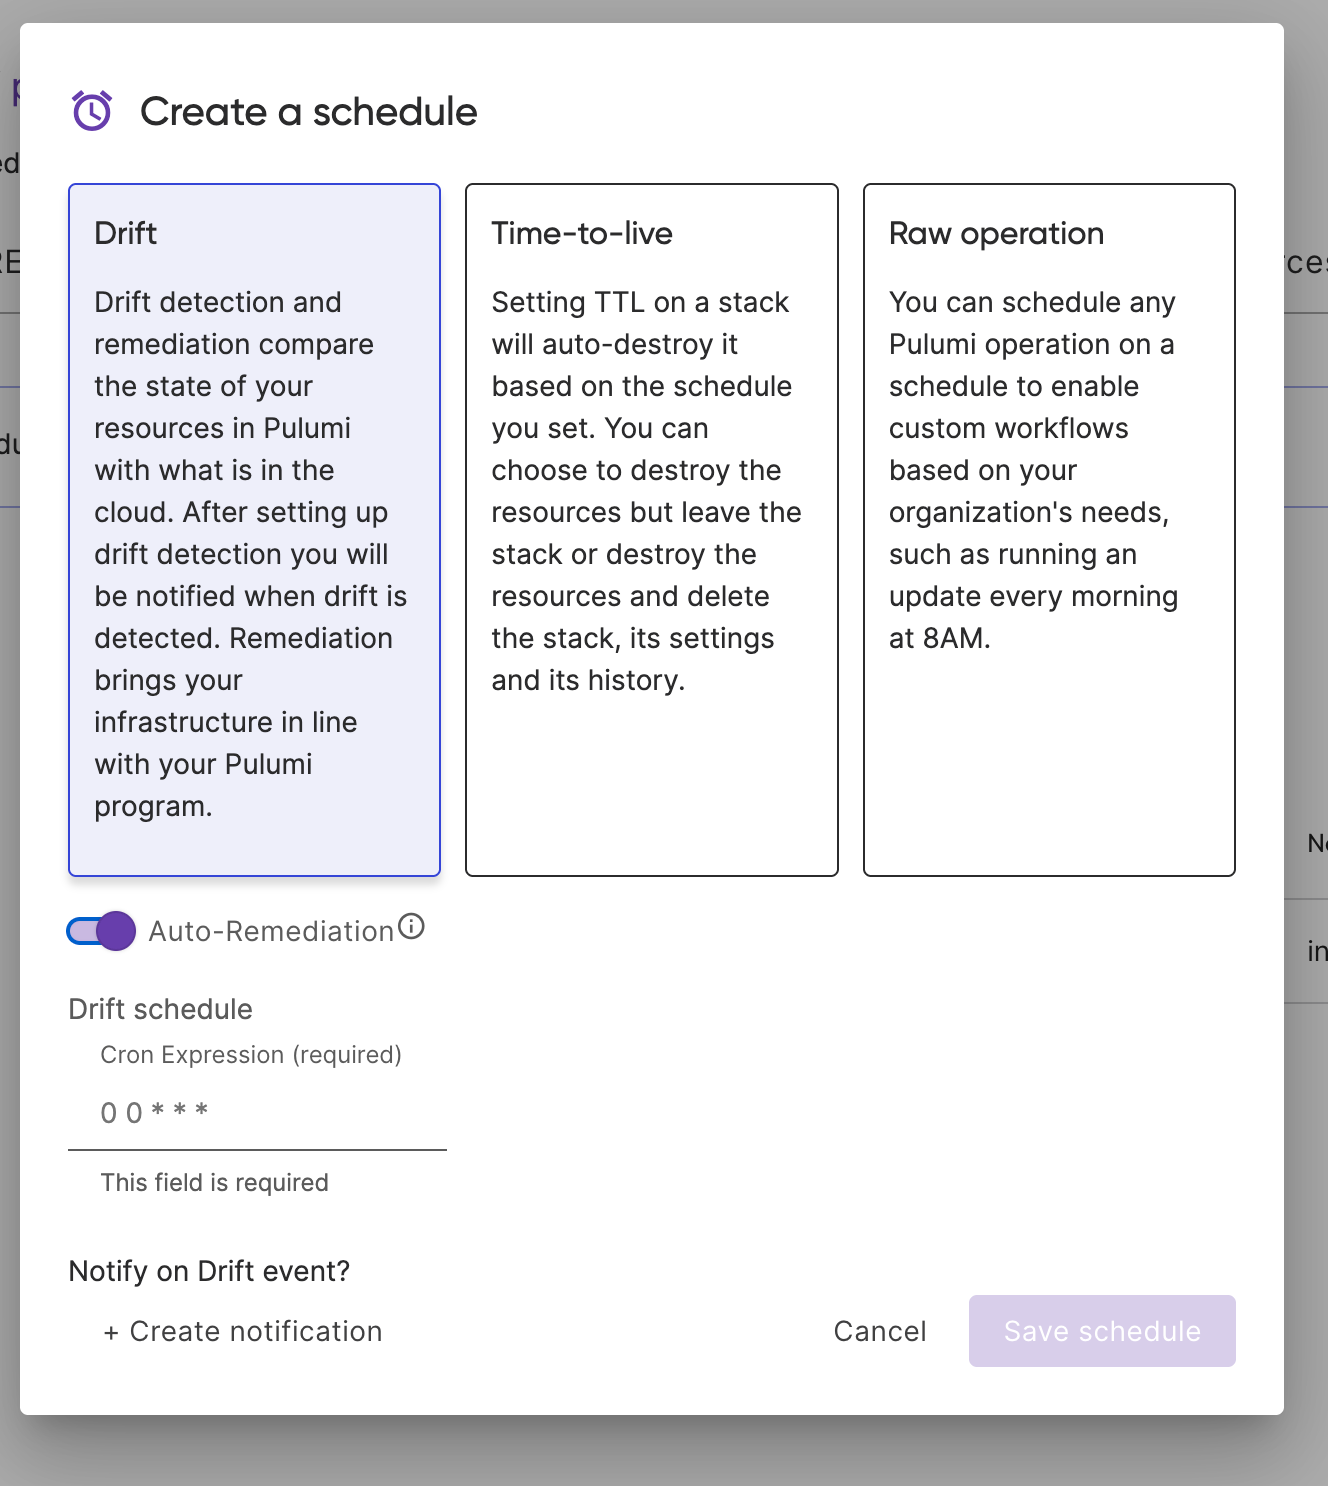 Create a schedule
Drift
Drift detection and
remediation compare
the state of your
resources in Pulumi
with what is in the
cloud. After setting up
drift detection you will
be notified when drift is
detected. Remediation
brings your
infrastructure in line
with your Pulumi
program.
Time-to-live
Setting TTL on a stack
will auto-destroy it
based on the schedule
you set. You can
choose to destroy the
resources but leave the
stack or destroy the
resources and delete
the stack, its settings
and its history.
Raw operation
You can schedule any
Pulumi operation on a
schedule to enable
custom workflows
based on your
organization's needs,
such as running an
update every morning
at 8AM.
Auto-Remediation
Drift schedule
Cron Expression (required)
0 0 * * *
This field is required
Notify on Drift event?
+ Create notification
Cancel
Save schedule